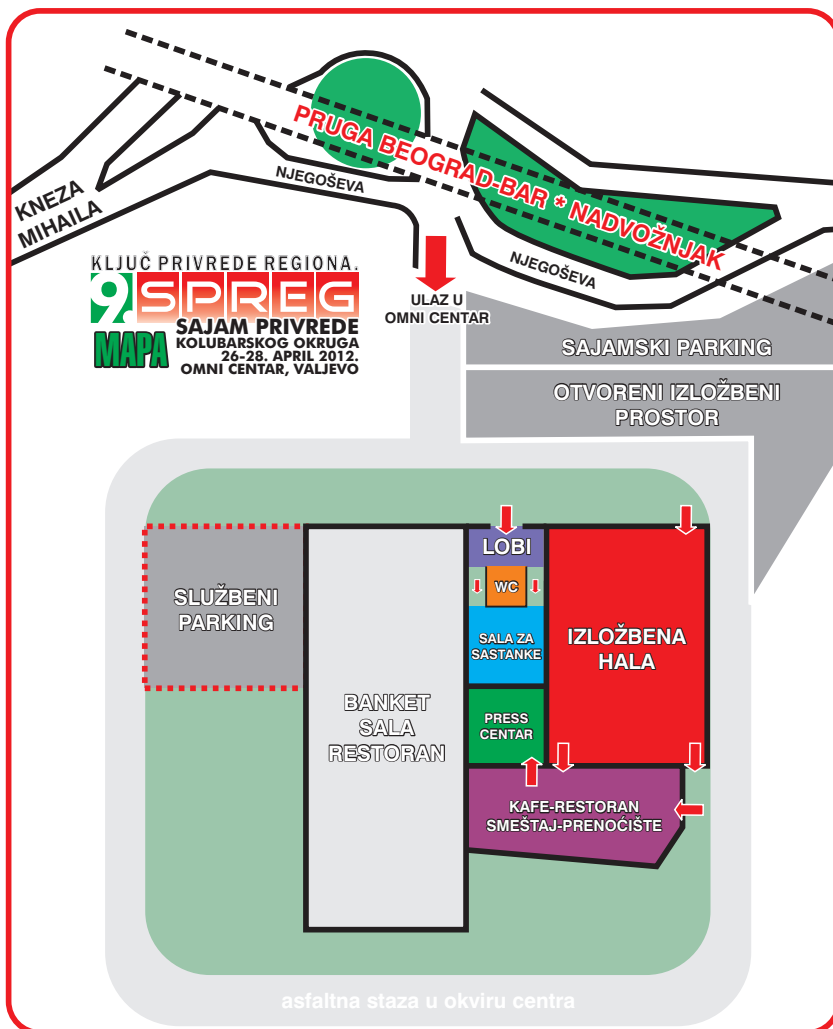 PRUGA BEOGRAD-BAR * NADVOŽNJAK
KNEZA
MIHAILA
NJEGOŠEVA
NJEGOŠEVA
KLJUČ PRIVREDE REGIONA.
9. SPREG
MAPA
SAJAM PRIVREDE
KOLUBARSKOG OKRUGA
26-28. APRIL 2012.
OMNI CENTAR, VALJEVO
ULAZ U
OMNI CENTAR
SAJAMSKI PARKING
OTVORENI IZLOŽBENI
PROSTOR
SLUŽBENI
PARKING
LOBI
WC
SALA ZA
SASTANKE
IZLOŽBENA
HALA
BANKET
SALA
RESTORAN
PRESS
CENTAR
KAFE-RESTORAN
SMEŠTAJ-PRENOĆIŠTE
asfaltna staza u okviru centra